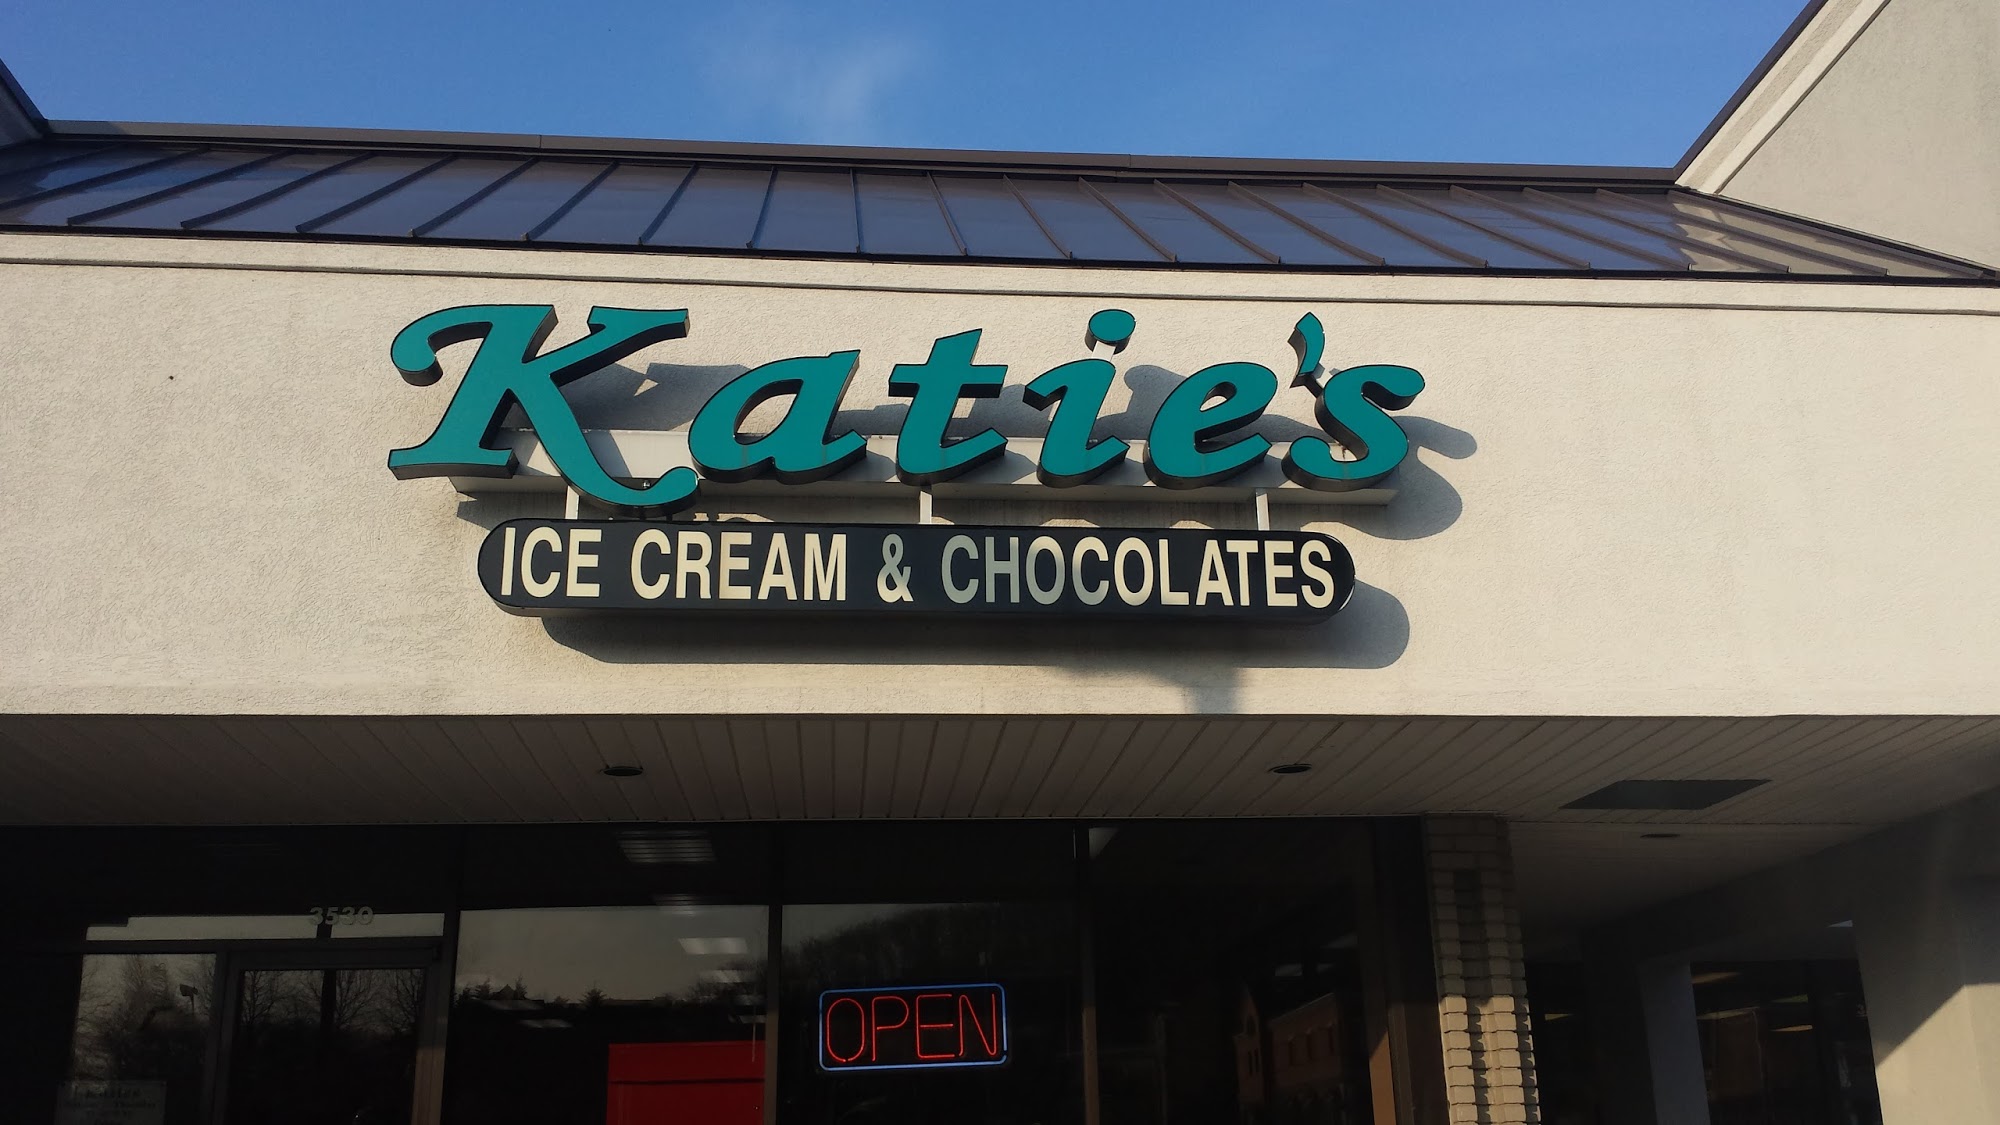 Katie's
ICE CREAM & CHOCOLATES
3530
OPEN